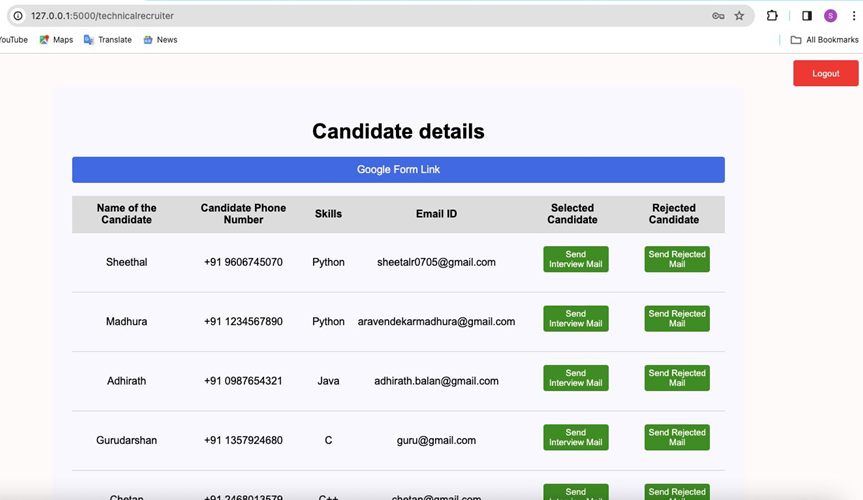 127.0.0.1:5000/technicalrecruiter
S
YouTube Maps Translate News All Bookmarks
Logout
Candidate details
Google Form Link
Name of the Candidate Candidate Phone Number Skills Email ID Selected Candidate Rejected Candidate
Sheethal +91 9606745070 Python sheetalr0705@gmail.com Send Interview Mail Send Rejected Mail
Madhura +91 1234567890 Python aravendekarmadhura@gmail.com Send Interview Mail Send Rejected Mail
Adhirath +91 0987654321 Java adhirath.balan@gmail.com Send Interview Mail Send Rejected Mail
Gurudarshan +91 1357924680 C guru@gmail.com Send Interview Mail Send Rejected Mail
Chetan +91 2468013579 C++ chetan@gmail.com Send Interview Mail Send Rejected Mail